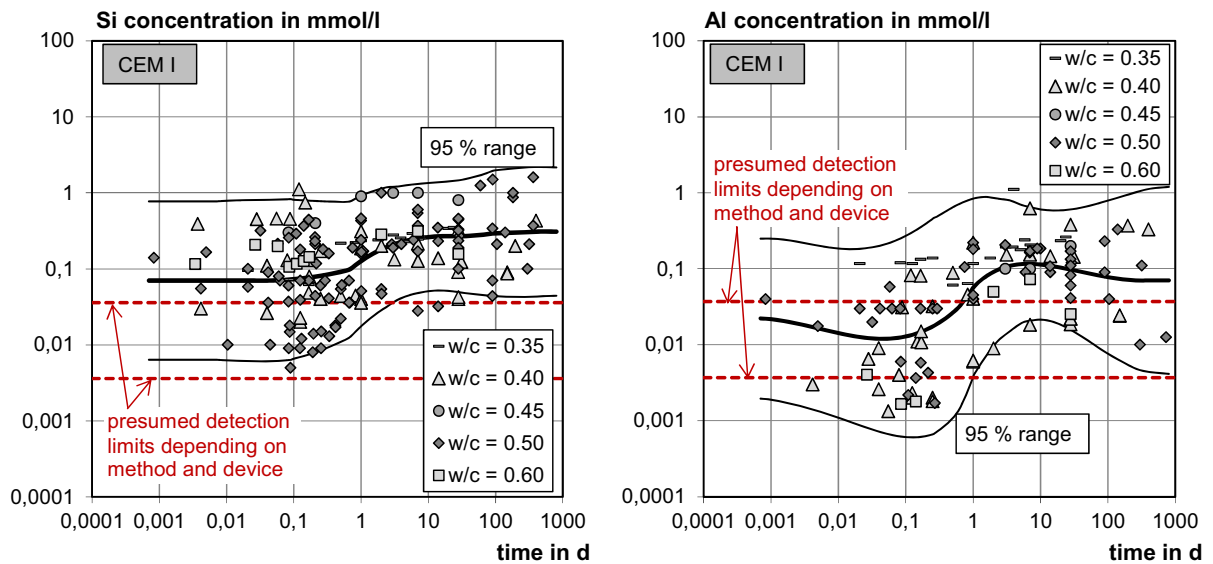 Si concentration in mmol/l
100
10
1
0,1
0,01
0,001
0,0001
CEM I
95 % range
w/c = 0.35
w/c = 0.40
w/c = 0.45
w/c = 0.50
w/c = 0.60
presumed detection
limits depending on
method and device
0,0001 0,001 0,01 0,1 1 10 100 1000
time in d
Al concentration in mmol/l
100
10
1
0,1
0,01
0,001
0,0001
CEM I
w/c = 0.35
w/c = 0.40
w/c = 0.45
w/c = 0.50
w/c = 0.60
presumed detection
limits depending on
method and device
95 % range
0,0001 0,001 0,01 0,1 1 10 100 1000
time in d